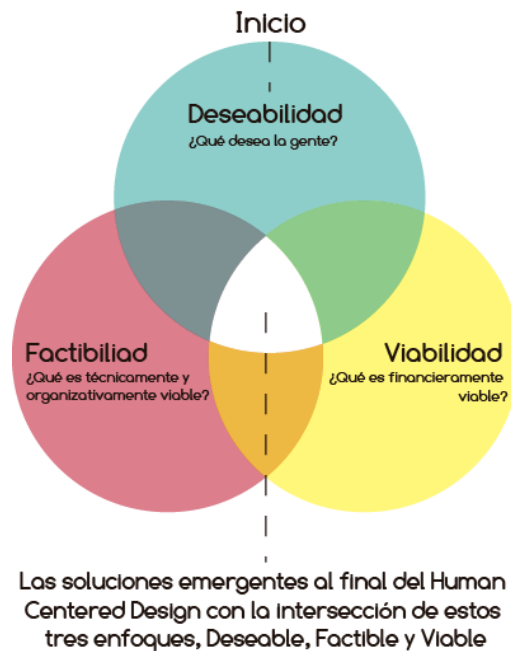 Inicio
Deseabilidad
¿Qué desea la gente?
Factibiliad
¿Qué es técnicamente y
organizativamente viable?
Viabilidad
¿Qué es financieramente
viable?
Las soluciones emergentes al final del Human
Centered Design con la intersección de estos
tres enfoques, Deseable, Factible y Viable